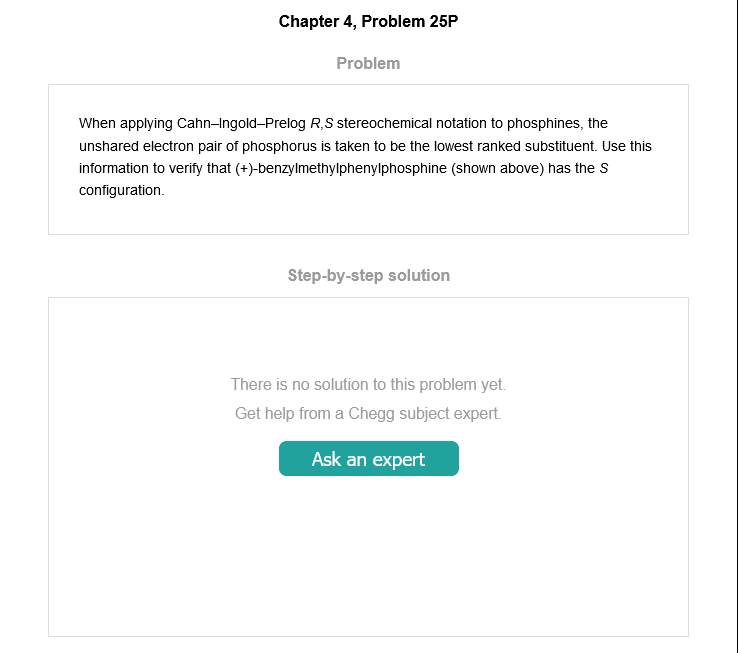 Chapter 4, Problem 25P
Problem
When applying Cahn–Ingold–Prelog R,S stereochemical notation to phosphines, the
unshared electron pair of phosphorus is taken to be the lowest ranked substituent. Use this
information to verify that (+)-benzylmethylphenylphosphine (shown above) has the S
configuration.
Step-by-step solution
There is no solution to this problem yet.
Get help from a Chegg subject expert.
Ask an expert